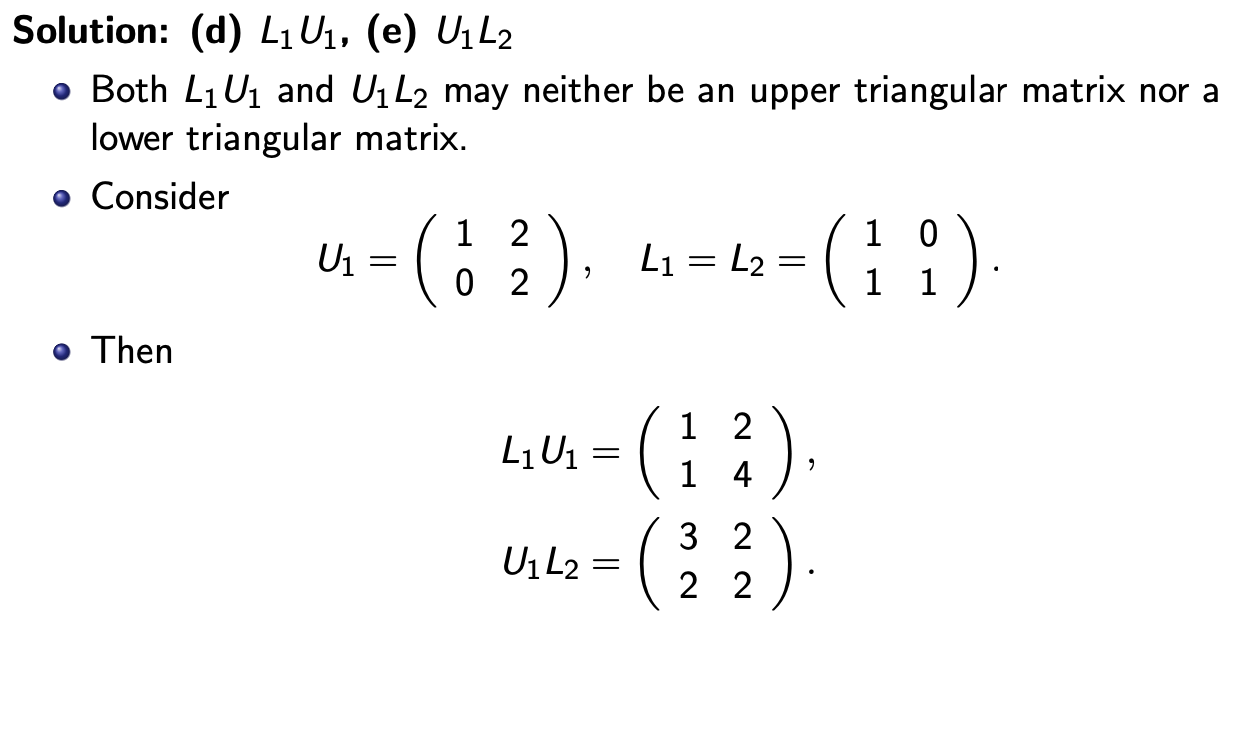 Solution: (d) L₁U₁, (e) U₁L₂
Both L₁U₁ and U₁L₂ may neither be an upper triangular matrix nor a
lower triangular matrix.
Consider
U₁ = ( 1 2 ; 0 2 ), L₁ = L₂ = ( 1 0 ; 1 1 ).
Then
L₁U₁ = ( 1 2 ; 1 4 ),
U₁L₂ = ( 3 2 ; 2 2 ).